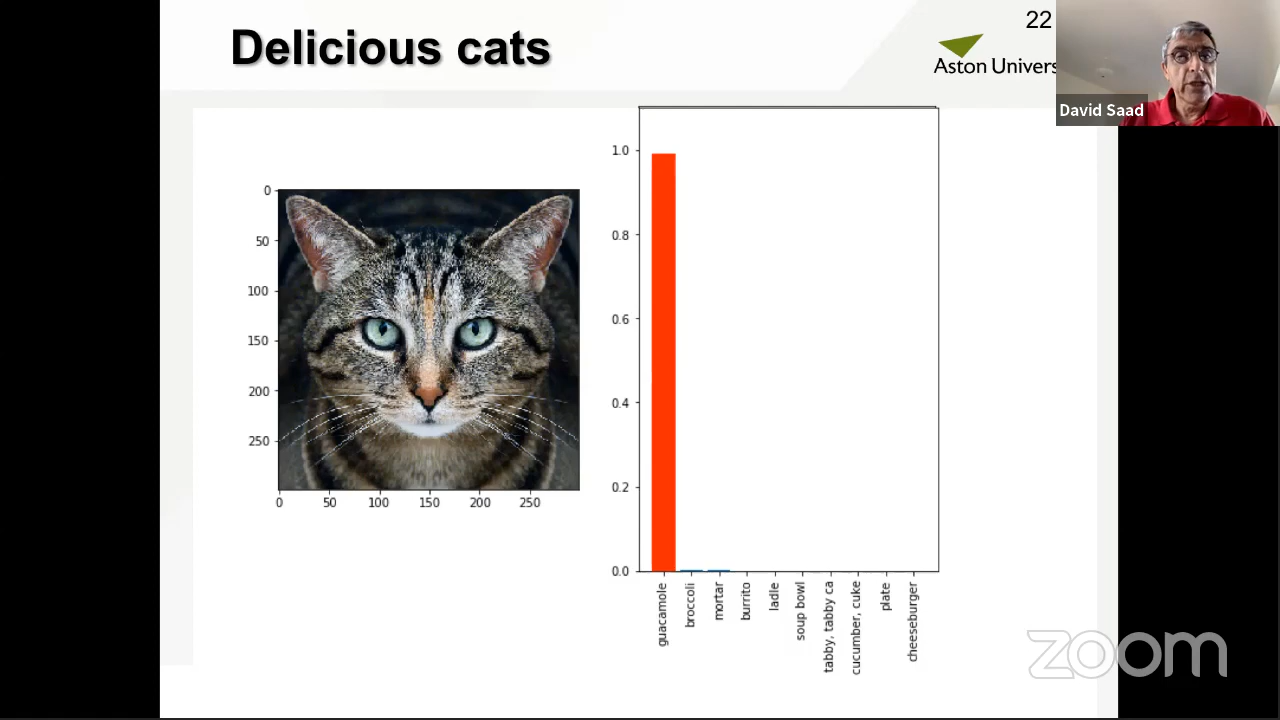 Delicious cats
22
Aston Univers
David Saad
0
50
100
150
200
250
0
50
100
150
200
250
1.0
0.8
0.6
0.4
0.2
0.0
guacamole
broccoli
mortar
burrito
ladle
soup bowl
tabby, tabby ca
cucumber, cuke
plate
cheeseburger
zoom